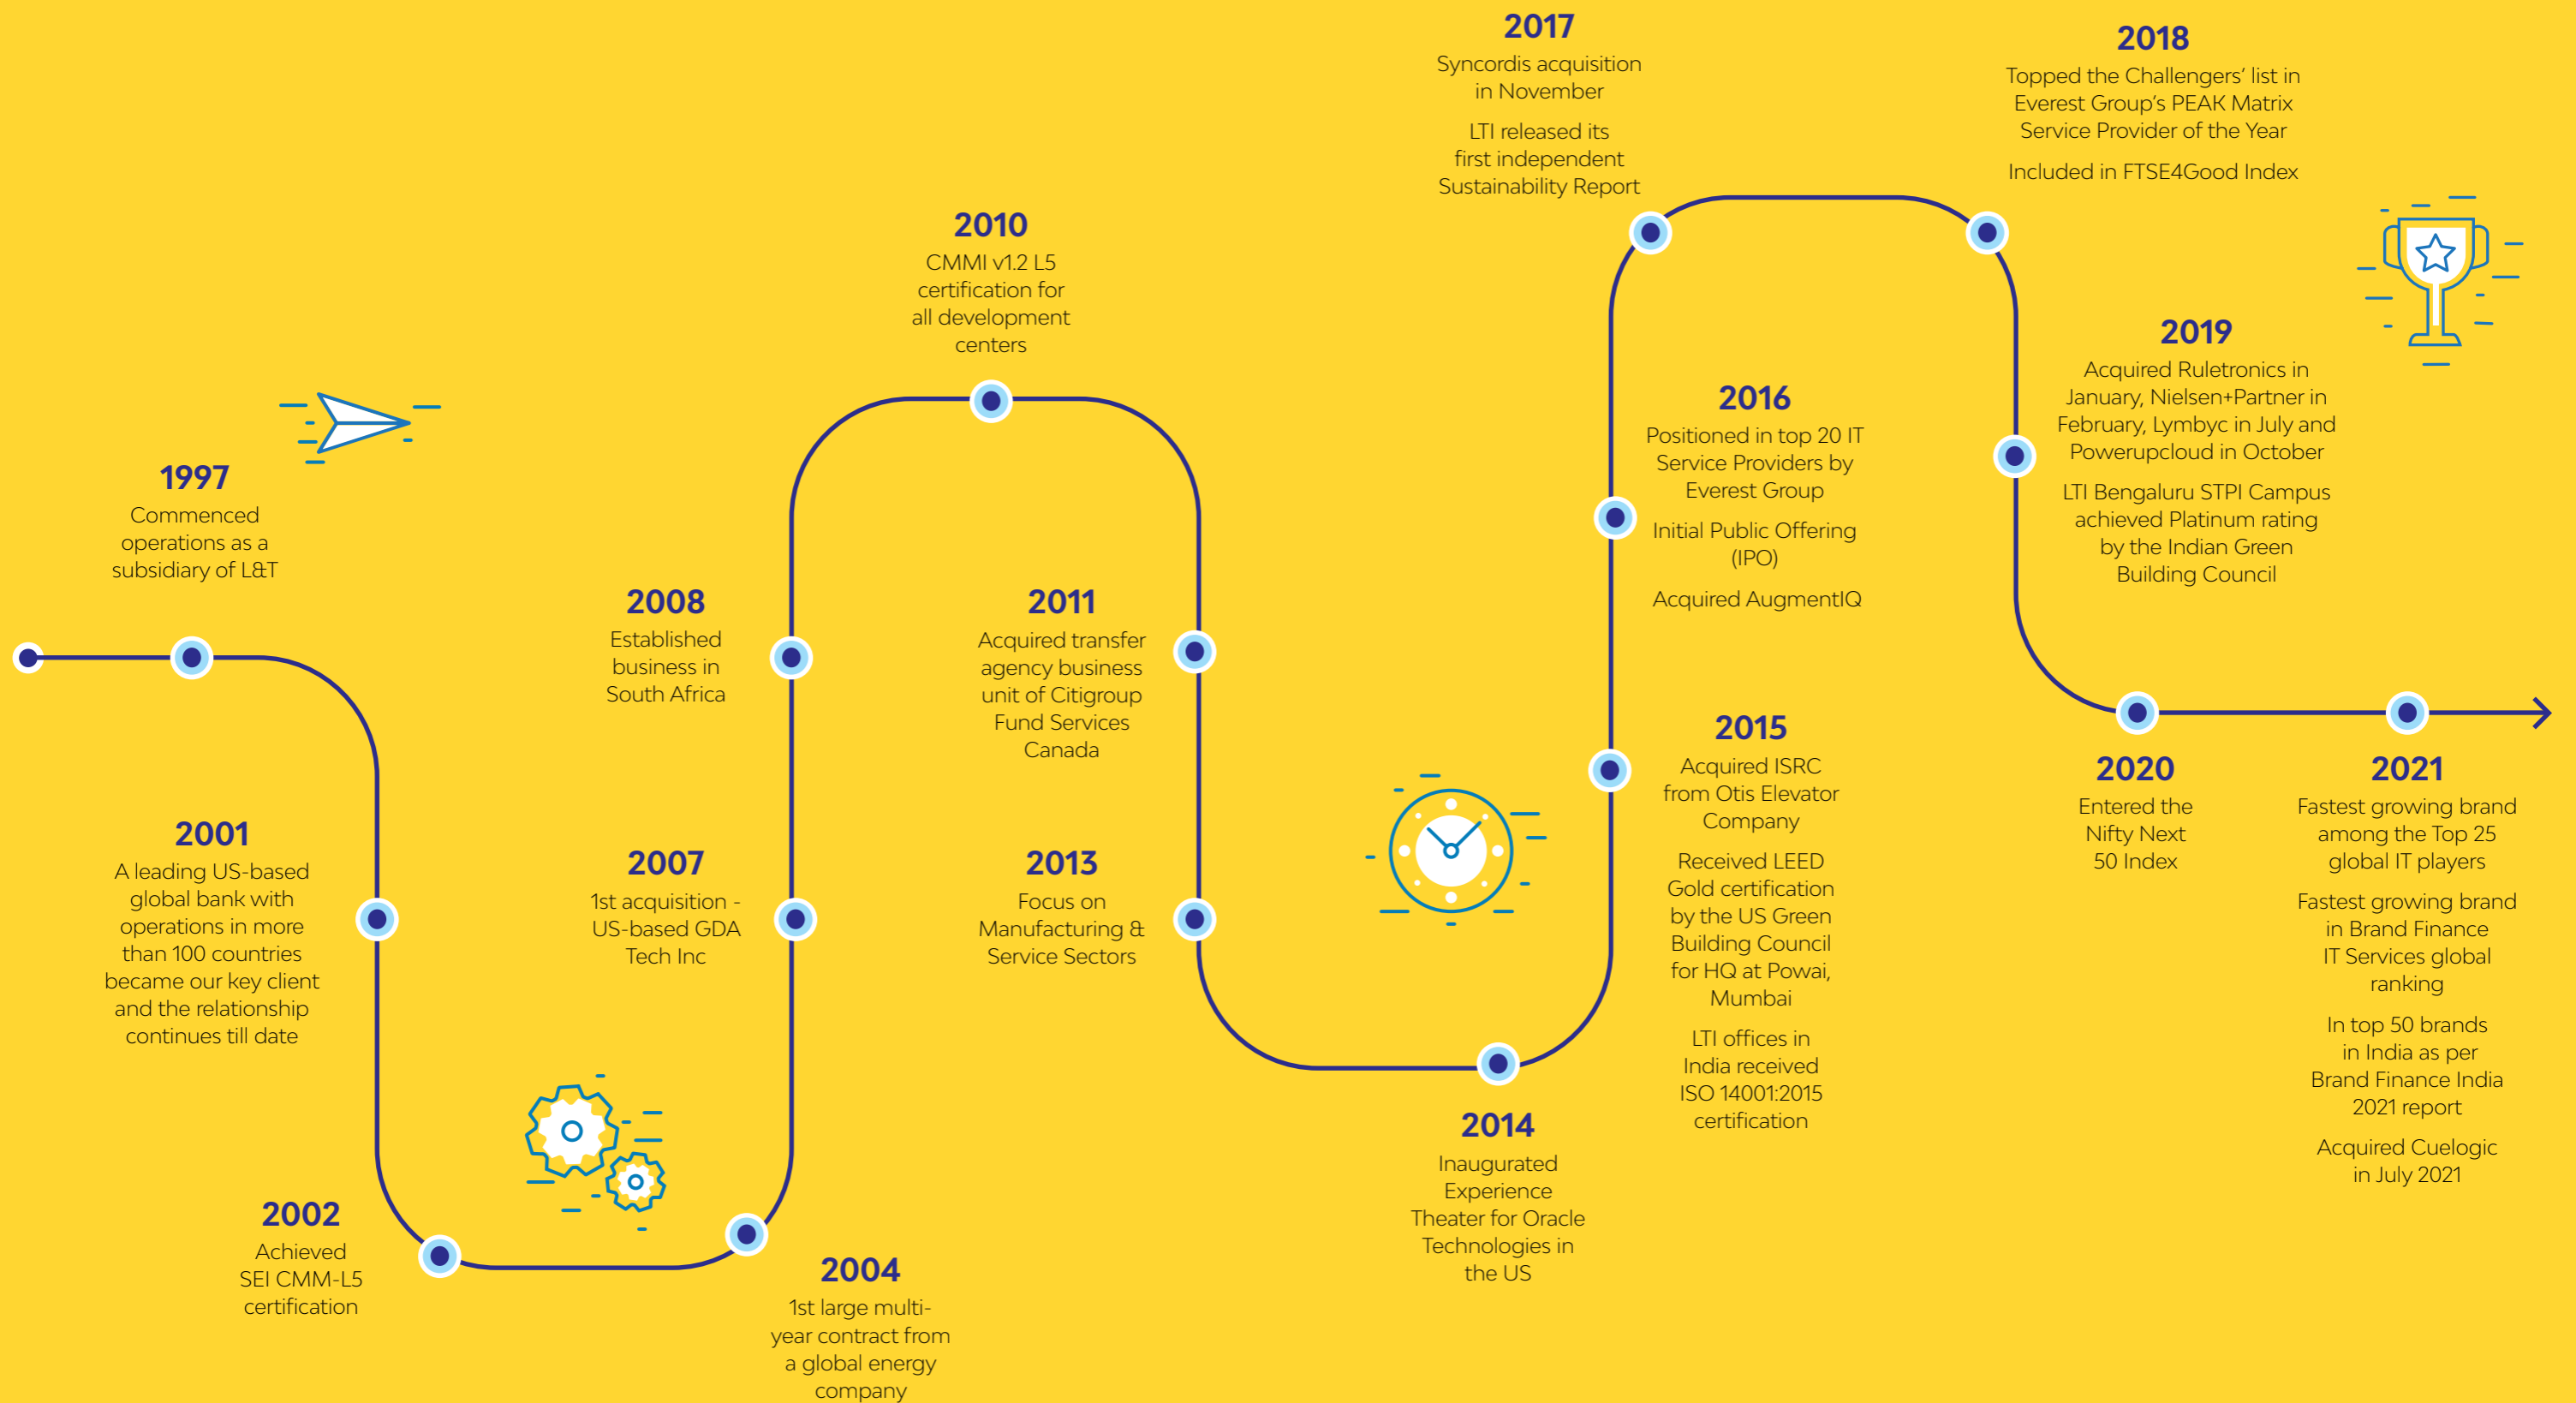 1997
Commenced
operations as a
subsidiary of L&T
2001
A leading US-based
global bank with
operations in more
than 100 countries
became our key client
and the relationship
continues till date
2002
Achieved
SEI CMM-L5
certification
2004
1st large multi-
year contract from
a global energy
company
2007
1st acquisition -
US-based GDA
Tech Inc
2008
Established
business in
South Africa
2010
CMMI v1.2 L5
certification for
all development
centers
2011
Acquired transfer
agency business
unit of Citigroup
Fund Services
Canada
2013
Focus on
Manufacturing &
Service Sectors
2014
Inaugurated
Experience
Theater for Oracle
Technologies in
the US
2015
Acquired ISRC
from Otis Elevator
Company
Received LEED
Gold certification
by the US Green
Building Council
for HQ at Powai,
Mumbai
LTI offices in
India received
ISO 14001:2015
certification
2016
Positioned in top 20 IT
Service Providers by
Everest Group
Initial Public Offering
(IPO)
Acquired AugmentIQ
2017
Syncordis acquisition
in November
LTI released its
first independent
Sustainability Report
2018
Topped the Challengers’ list in
Everest Group’s PEAK Matrix
Service Provider of the Year
Included in FTSE4Good Index
2019
Acquired Ruletronics in
January, Nielsen+Partner in
February, Lymbyc in July and
Powerupcloud in October
LTI Bengaluru STPI Campus
achieved Platinum rating
by the Indian Green
Building Council
2020
Entered the
Nifty Next
50 Index
2021
Fastest growing brand
among the Top 25
global IT players
Fastest growing brand
in Brand Finance
IT Services global
ranking
In top 50 brands
in India as per
Brand Finance India
2021 report
Acquired Cuelogic
in July 2021